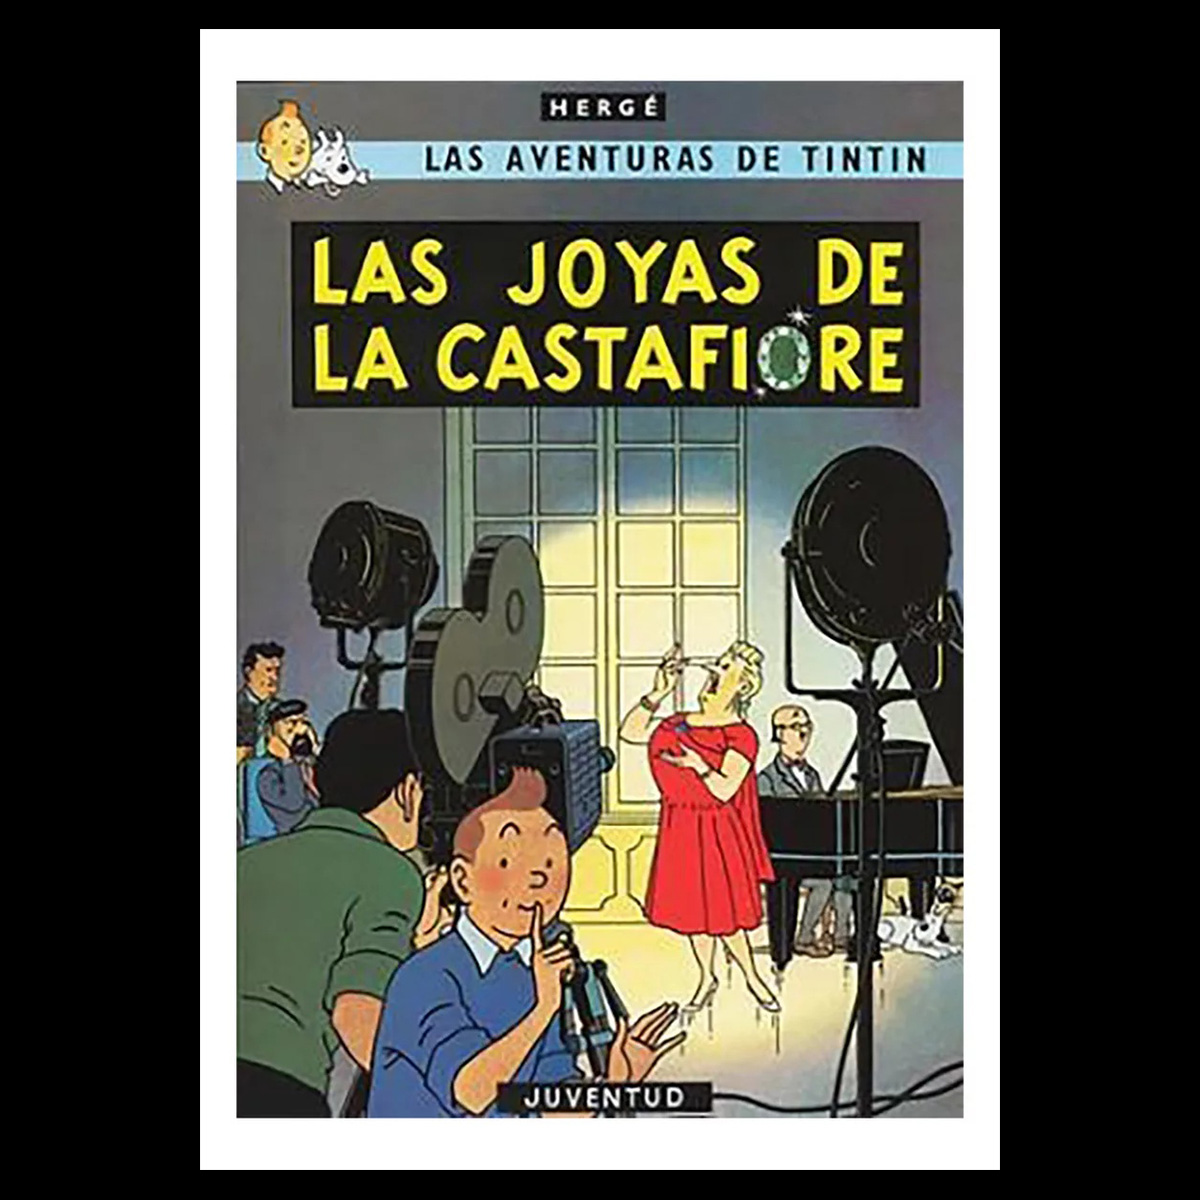 HERGÉ
LAS AVENTURAS DE TINTIN
LAS JOYAS DE
LA CASTAFIORE
JUVENTUD